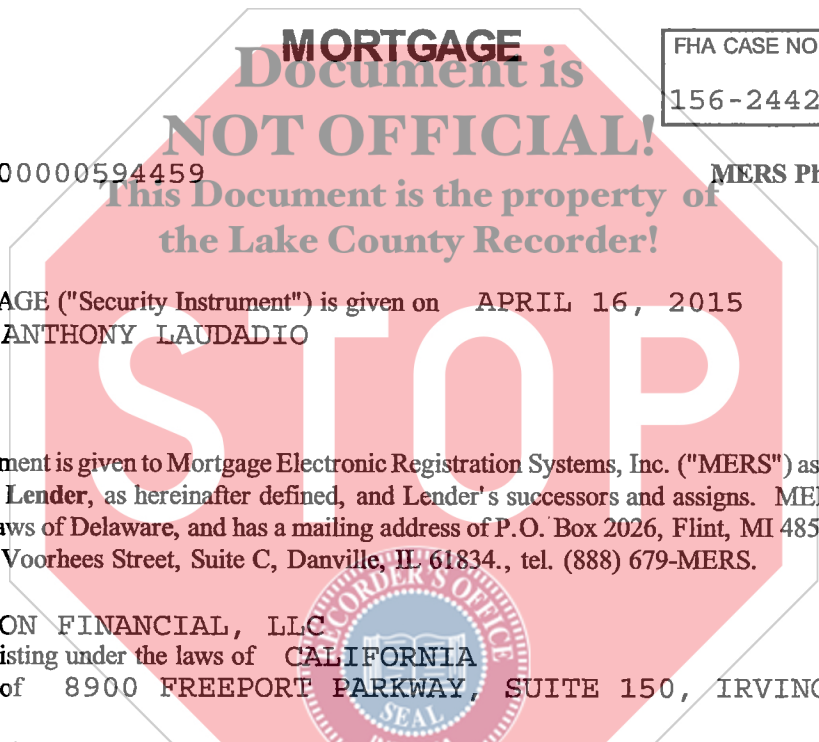 MORTGAGE
Document is
FHA CASE NO
156-2442
NOT OFFICIAL!
00000594459
MERS Ph
This Document is the property of
the Lake County Recorder!
AGE ("Security Instrument") is given on APRIL 16, 2015
ANTHONY LAUDADIO
STOP
ment is given to Mortgage Electronic Registration Systems, Inc. ("MERS") as
Lender, as hereinafter defined, and Lender's successors and assigns. MER
aws of Delaware, and has a mailing address of P.O. Box 2026, Flint, MI 485
Voorhees Street, Suite C, Danville, IL 61834., tel. (888) 679-MERS.
RECORDER'S OFFICE
ON FINANCIAL, LLC
isting under the laws of CALIFORNIA
of 8900 FREEPORT PARKWAY, SUITE 150, IRVING
SEAL